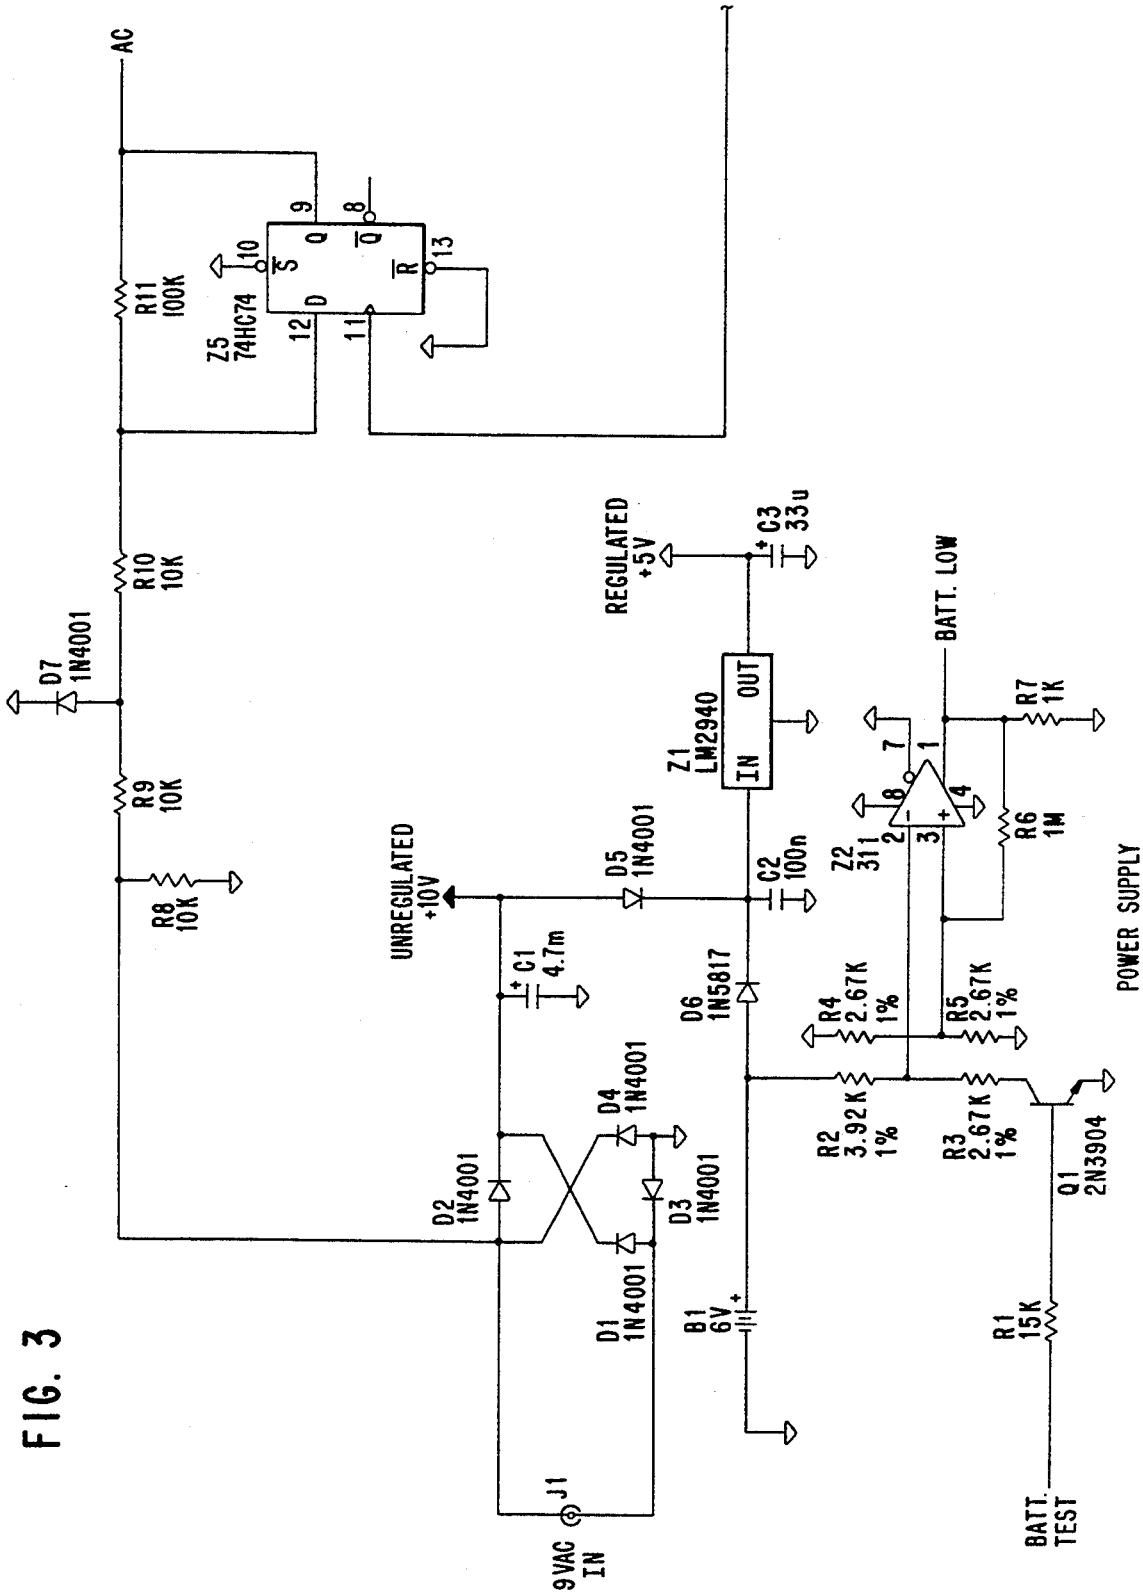 FIG. 3
AC
R11
100K
Z5
74HC74
10
S
12
D
Q
9
11
Q
8
R
13
R10
10K
D7
1N4001
R9
10K
R8
10K
UNREGULATED
+10V
REGULATED
+5V
+
C1
4.7m
D5
1N4001
Z1
LM2940
IN
OUT
+
C3
33u
C2
100n
D2
1N4001
D4
1N4001
D1
1N4001
D3
1N4001
D6
1N5817
J1
9VAC
IN
B1
6V
+
R2
3.92K
1%
R4
2.67K
1%
R3
2.67K
1%
R5
2.67K
1%
Z2
311
8
7
2
-
3
+
1
4
BATT. LOW
R7
1K
R6
1M
Q1
2N3904
R1
15K
BATT.
TEST
POWER SUPPLY